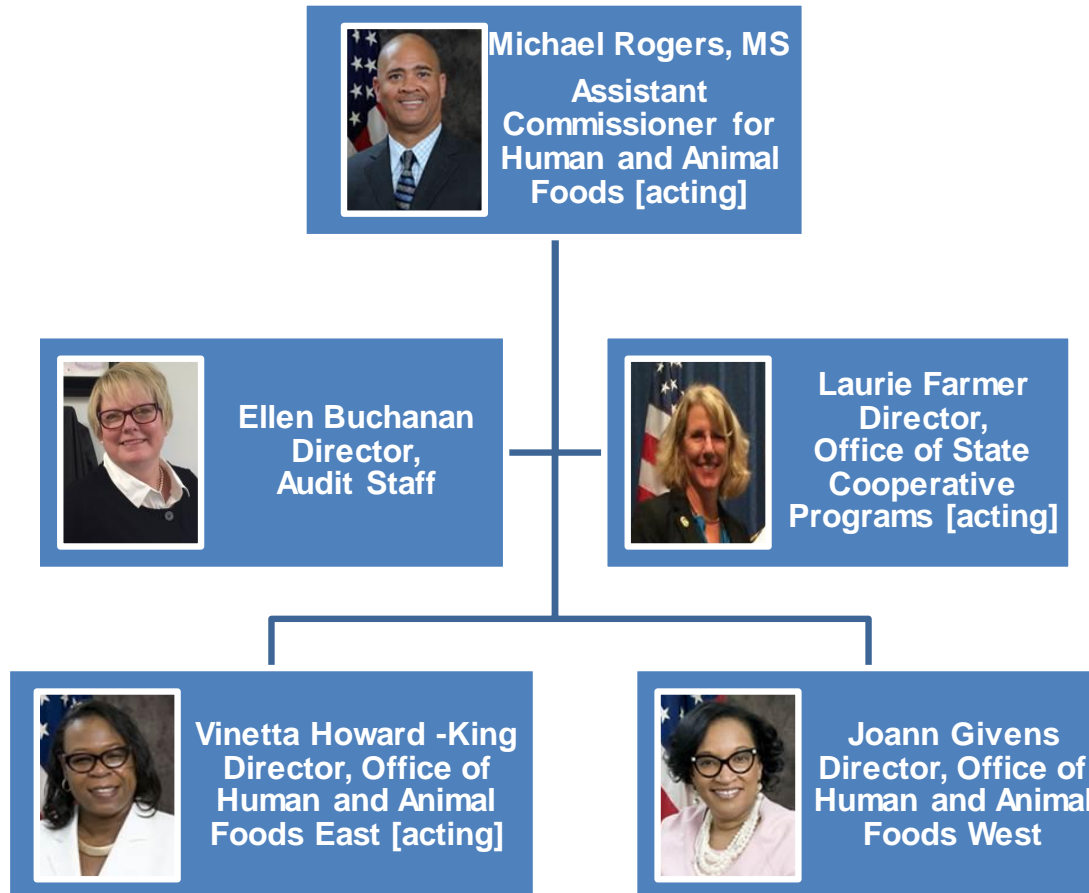 Michael Rogers, MS
Assistant
Commissioner for
Human and Animal
Foods [acting]
Ellen Buchanan
Director,
Audit Staff
Laurie Farmer
Director,
Office of State
Cooperative
Programs [acting]
Vinetta Howard -King
Director, Office of
Human and Animal
Foods East [acting]
Joann Givens
Director, Office of
Human and Animal
Foods West